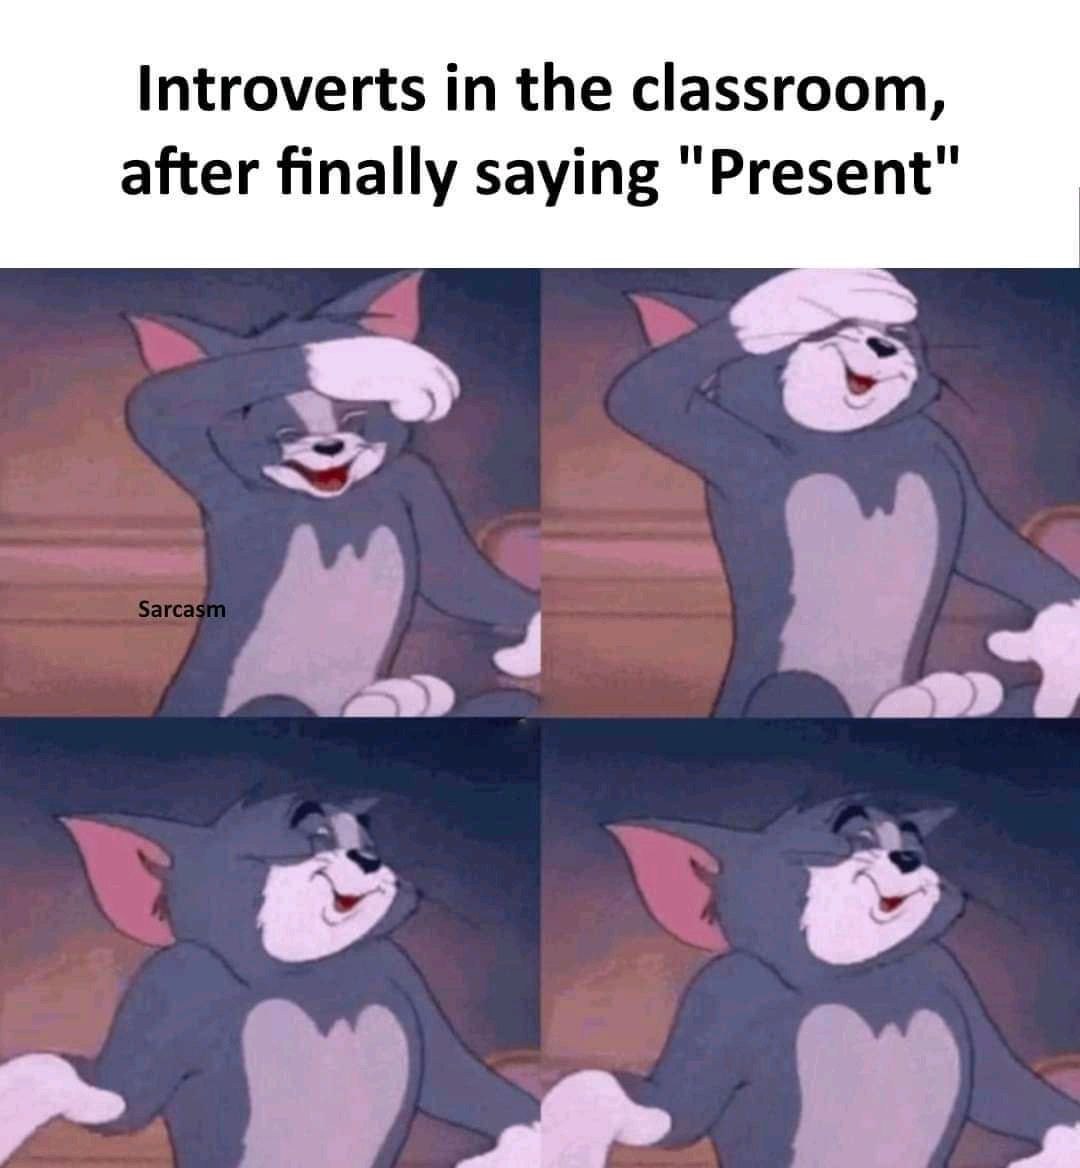 Introverts in the classroom,
after finally saying "Present"
Sarcasm